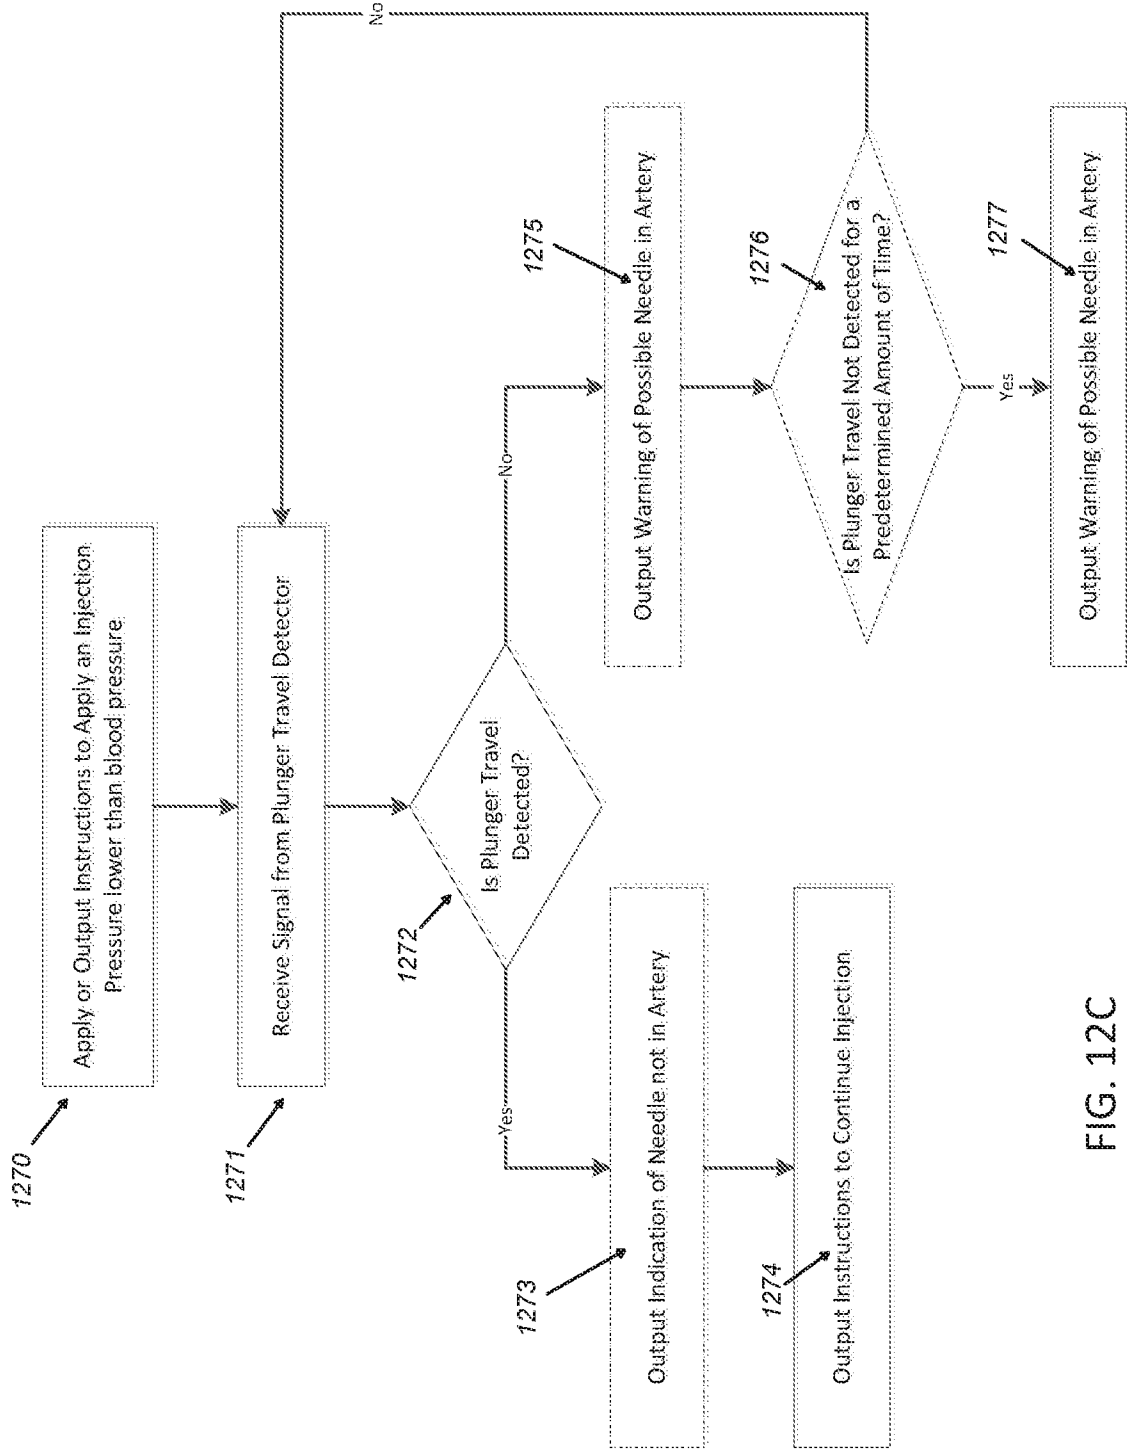 1270
Apply or Output Instructions to Apply an Injection
Pressure lower than blood pressure
1271
Receive Signal from Plunger Travel Detector
No
1272
Is Plunger Travel
Detected?
Yes
No
1273
Output Indication of Needle not in Artery
1275
Output Warning of Possible Needle in Artery
1274
Output Instructions to Continue Injection
1276
Is Plunger Travel Not Detected for a
Predetermined Amount of Time?
Yes
1277
Output Warning of Possible Needle in Artery
FIG. 12C